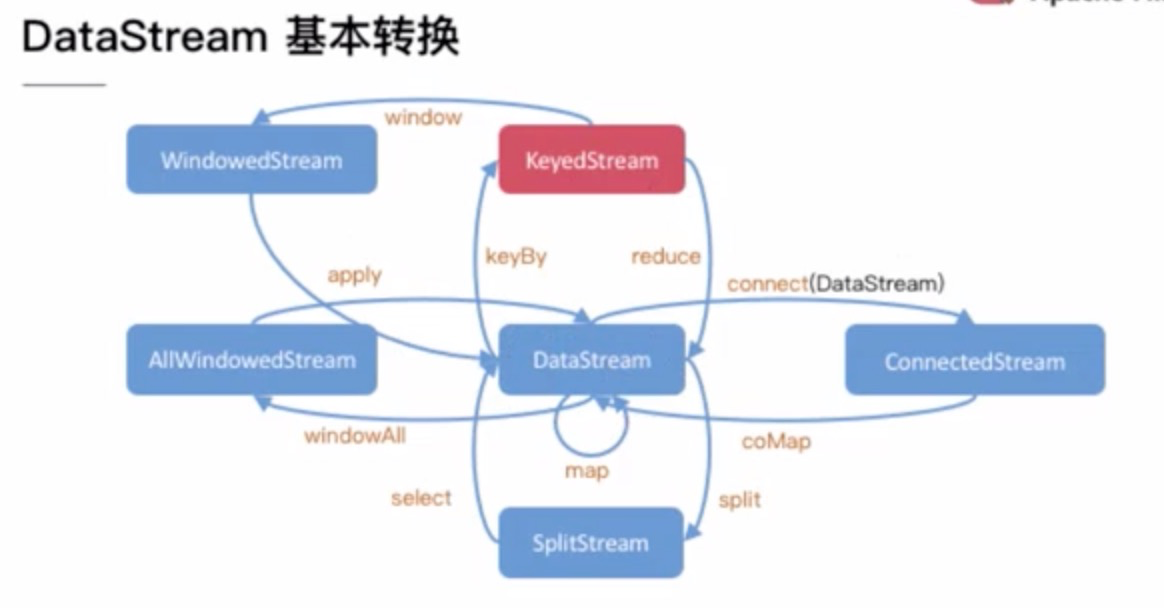 DataStream 基本转换
window
WindowedStream
KeyedStream
keyBy
reduce
apply
connect(DataStream)
AllWindowedStream
DataStream
ConnectedStream
windowAll
coMap
map
select
split
SplitStream